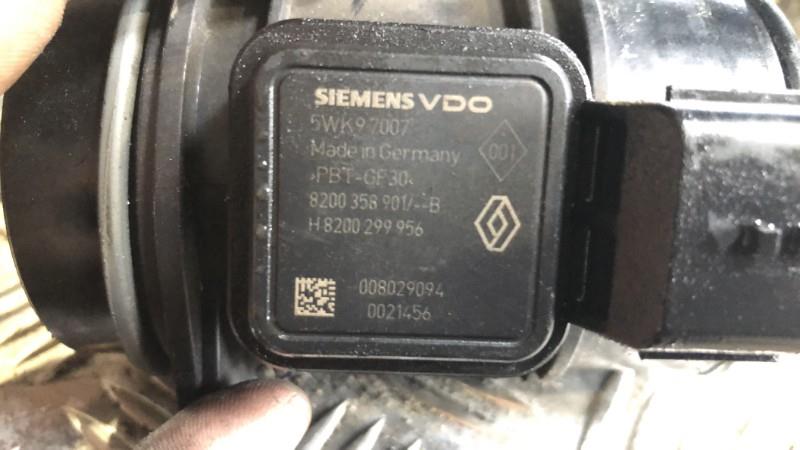 SIEMENS VDO
5WK9 7007
Made in Germany
001
>PBT-GF30<
8200 358 901/--B
H 8200 299 956
008029094
0021456